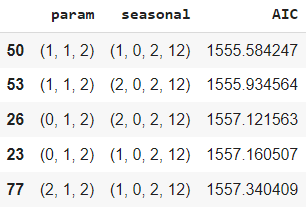 param seasonal AIC
50 (1, 1, 2) (1, 0, 2, 12) 1555.584247
53 (1, 1, 2) (2, 0, 2, 12) 1555.934564
26 (0, 1, 2) (2, 0, 2, 12) 1557.121563
23 (0, 1, 2) (1, 0, 2, 12) 1557.160507
77 (2, 1, 2) (1, 0, 2, 12) 1557.340409